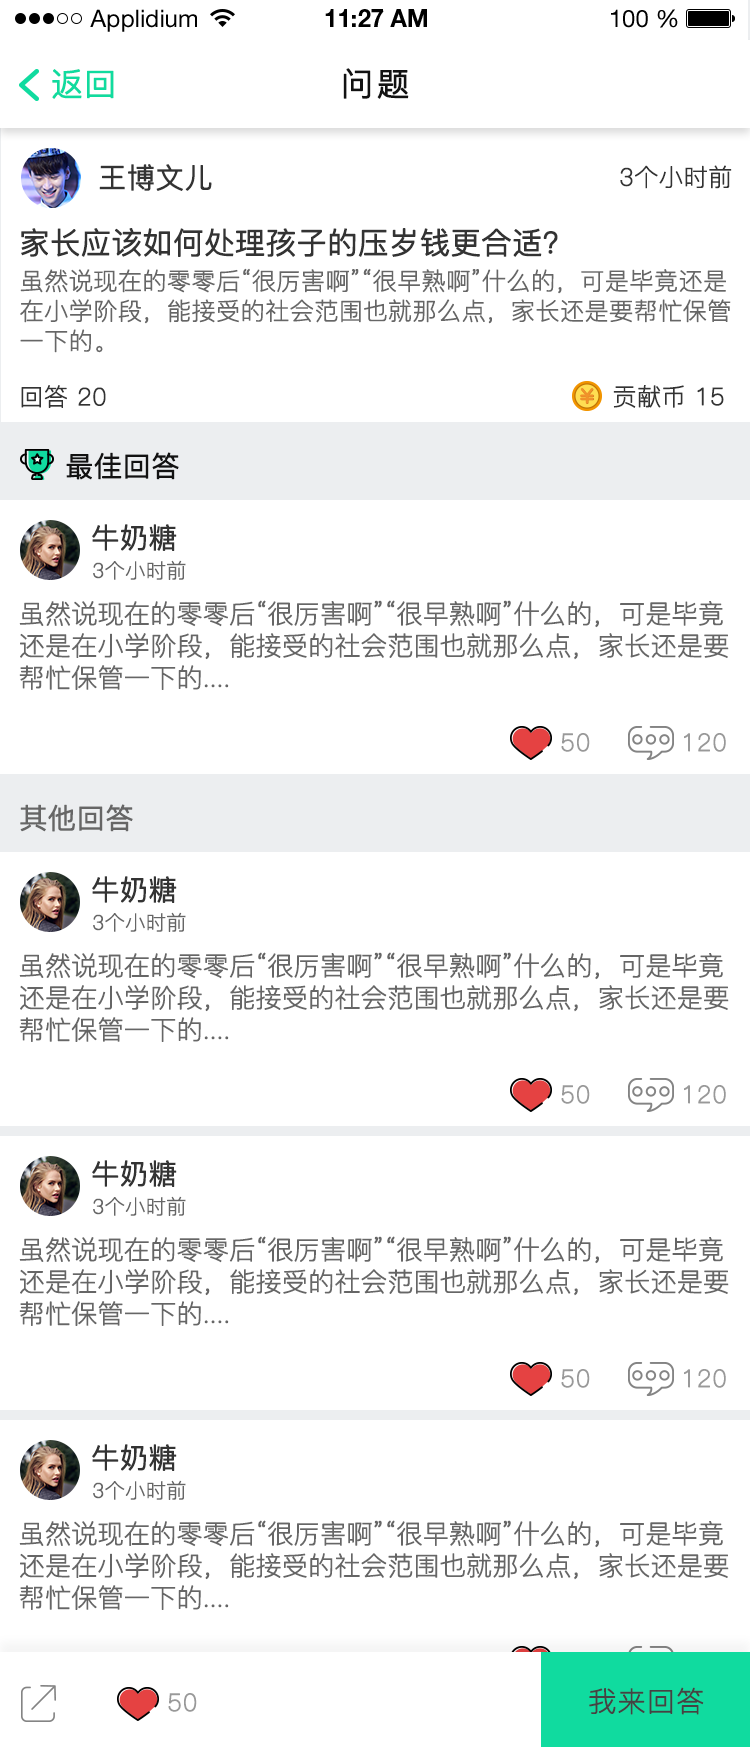 Applidium 11:27 AM 100 %
返回 问题
王博文儿 3个小时前
家长应该如何处理孩子的压岁钱更合适?
虽然说现在的零零后“很厉害啊”“很早熟啊”什么的，可是毕竟还是
在小学阶段，能接受的社会范围也就那么点，家长还是要帮忙保管
一下的。
回答 20 ¥ 贡献币 15
最佳回答
牛奶糖
3个小时前
虽然说现在的零零后“很厉害啊”“很早熟啊”什么的，可是毕竟
还是在小学阶段，能接受的社会范围也就那么点，家长还是要
帮忙保管一下的....
50 120
其他回答
牛奶糖
3个小时前
虽然说现在的零零后“很厉害啊”“很早熟啊”什么的，可是毕竟
还是在小学阶段，能接受的社会范围也就那么点，家长还是要
帮忙保管一下的....
50 120
牛奶糖
3个小时前
虽然说现在的零零后“很厉害啊”“很早熟啊”什么的，可是毕竟
还是在小学阶段，能接受的社会范围也就那么点，家长还是要
帮忙保管一下的....
50 120
牛奶糖
3个小时前
虽然说现在的零零后“很厉害啊”“很早熟啊”什么的，可是毕竟
还是在小学阶段，能接受的社会范围也就那么点，家长还是要
帮忙保管一下的....
50 我来回答